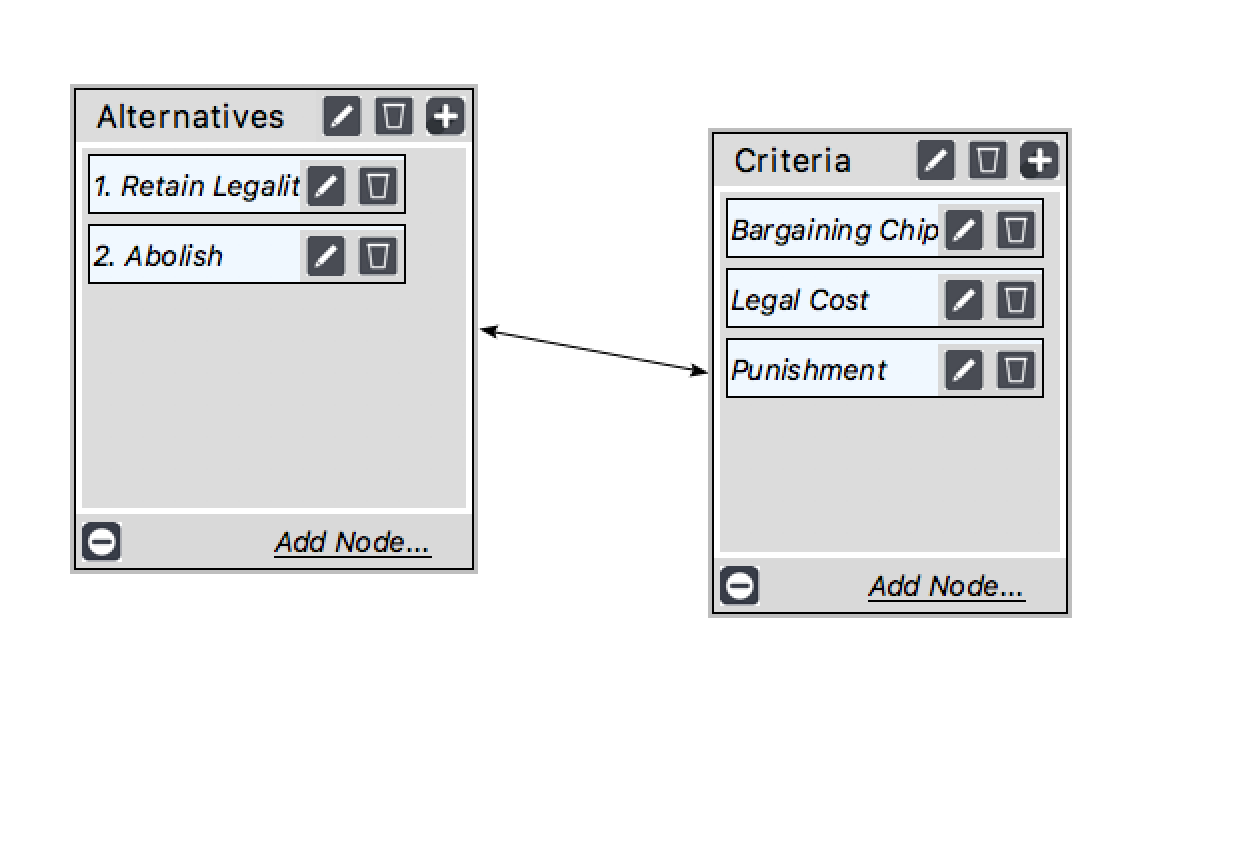 Alternatives
1. Retain Legalit
2. Abolish
Add Node...
Criteria
Bargaining Chip
Legal Cost
Punishment
Add Node...